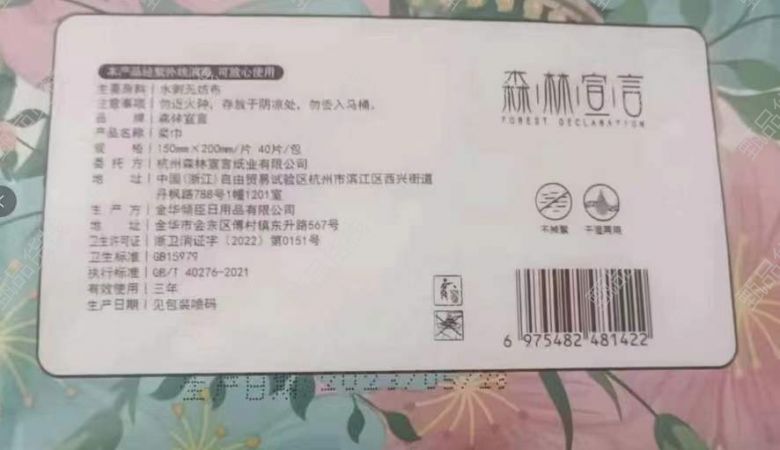 本产品经紫外线消毒,可放心使用
主要原料 水刺无纺布
注意事项 勿近火种,存放于阴凉处,勿丢入马桶。
品 牌 森林宣言
产品名称 柔巾
规 格 150mm×200mm/片 40片/包
委 托 方 杭州森林宣言纸业有限公司
地 址 中国(浙江)自由贸易试验区杭州市滨江区西兴街道
丹枫路788号1幢1201室
生 产 方 金华倾臣日用品有限公司
地 址 金华市金东区傅村镇东升路567号
卫生许可证 浙卫消证字(2022)第0151号
卫生标准 GB15979
执行标准 GB/T 40276-2021
有效使用 三年
生产日期 见包装喷码
森林宣言
FOREST DECLARATION
不掉絮 干湿两用
6 975482 481422
生产日期